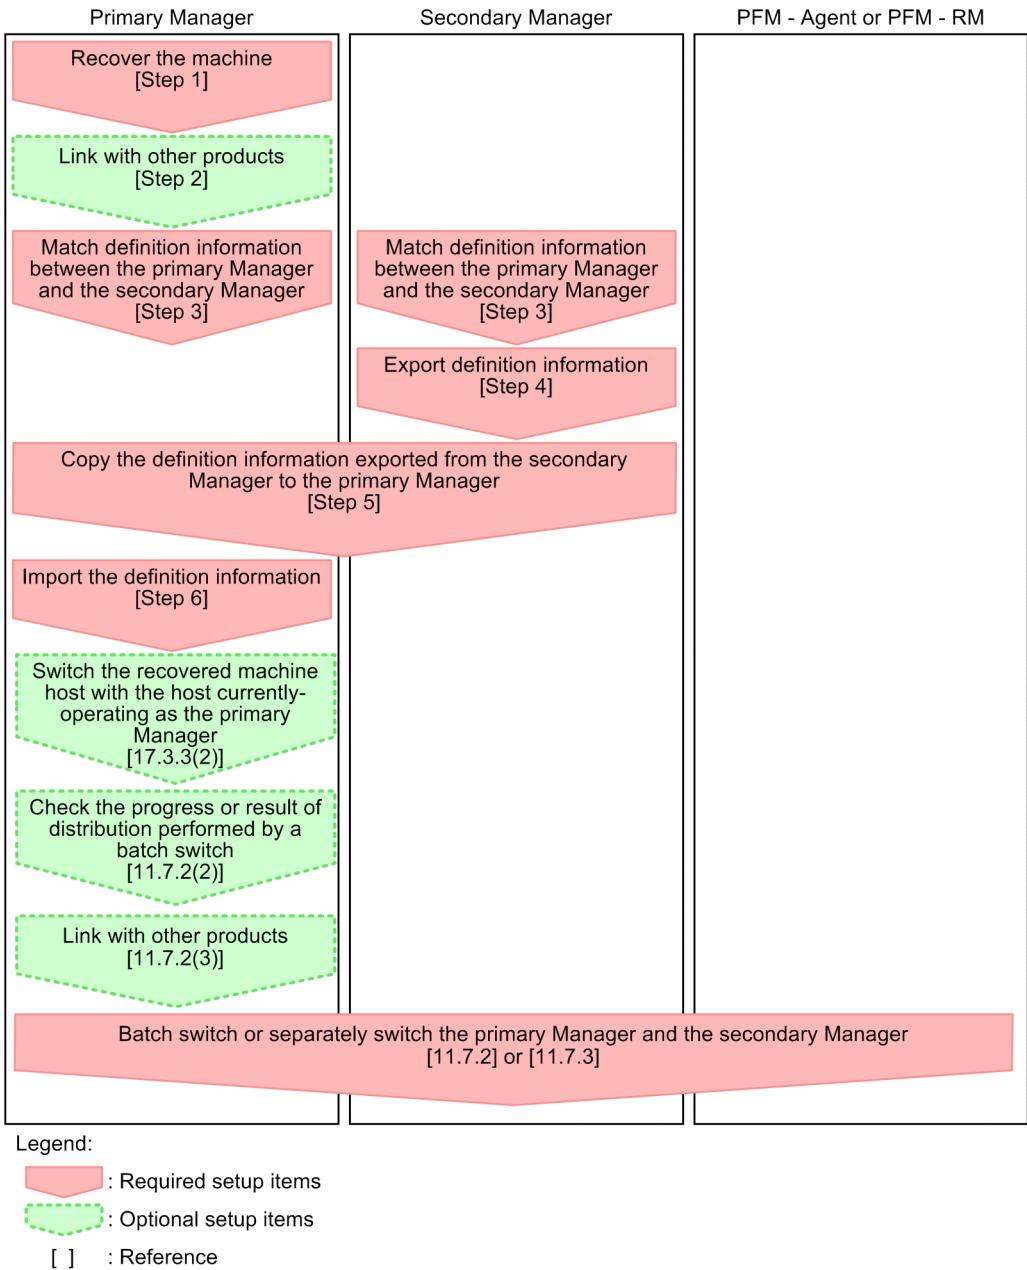 Primary Manager
Secondary Manager
PFM - Agent or PFM - RM
Recover the machine
[Step 1]
Link with other products
[Step 2]
Match definition information
between the primary Manager
and the secondary Manager
[Step 3]
Match definition information
between the primary Manager
and the secondary Manager
[Step 3]
Export definition information
[Step 4]
Copy the definition information exported from the secondary
Manager to the primary Manager
[Step 5]
Import the definition information
[Step 6]
Switch the recovered machine
host with the host currently-
operating as the primary
Manager
[17.3.3(2)]
Check the progress or result of
distribution performed by a
batch switch
[11.7.2(2)]
Link with other products
[11.7.2(3)]
Batch switch or separately switch the primary Manager and the secondary Manager
[11.7.2] or [11.7.3]
Legend:
: Required setup items
: Optional setup items
[ ] : Reference